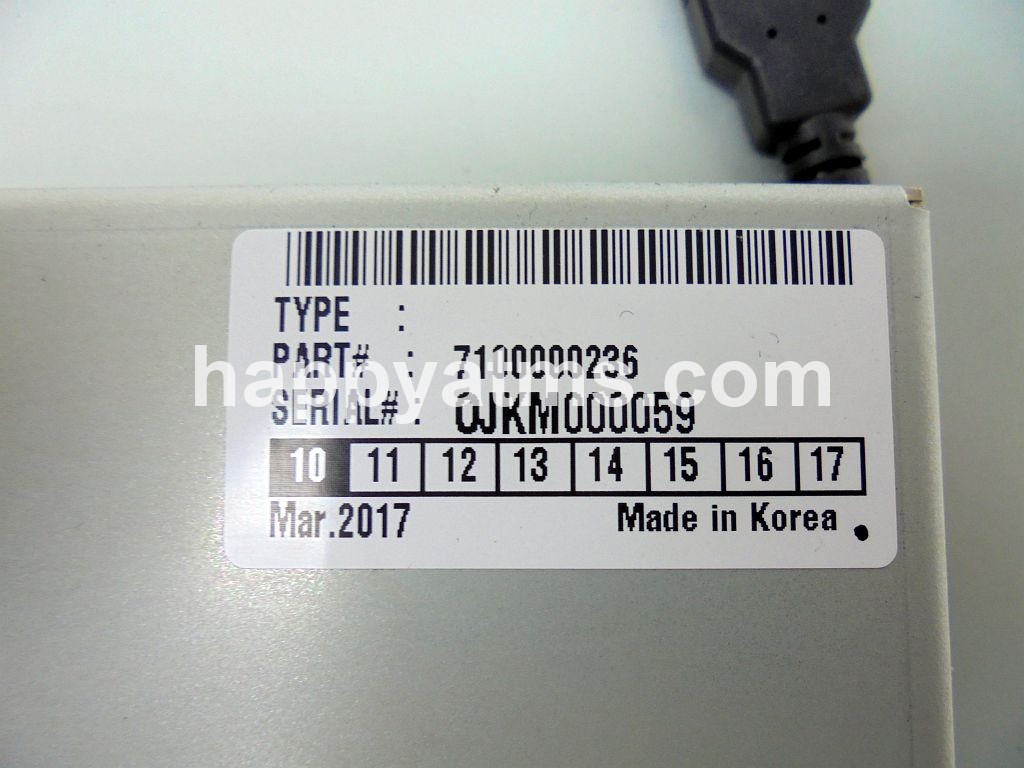 TYPE :
PART# : 7100000236
SERIAL# : 0JKM000059
10 11 12 13 14 15 16 17
Mar.2017 Made in Korea
happyatms.com